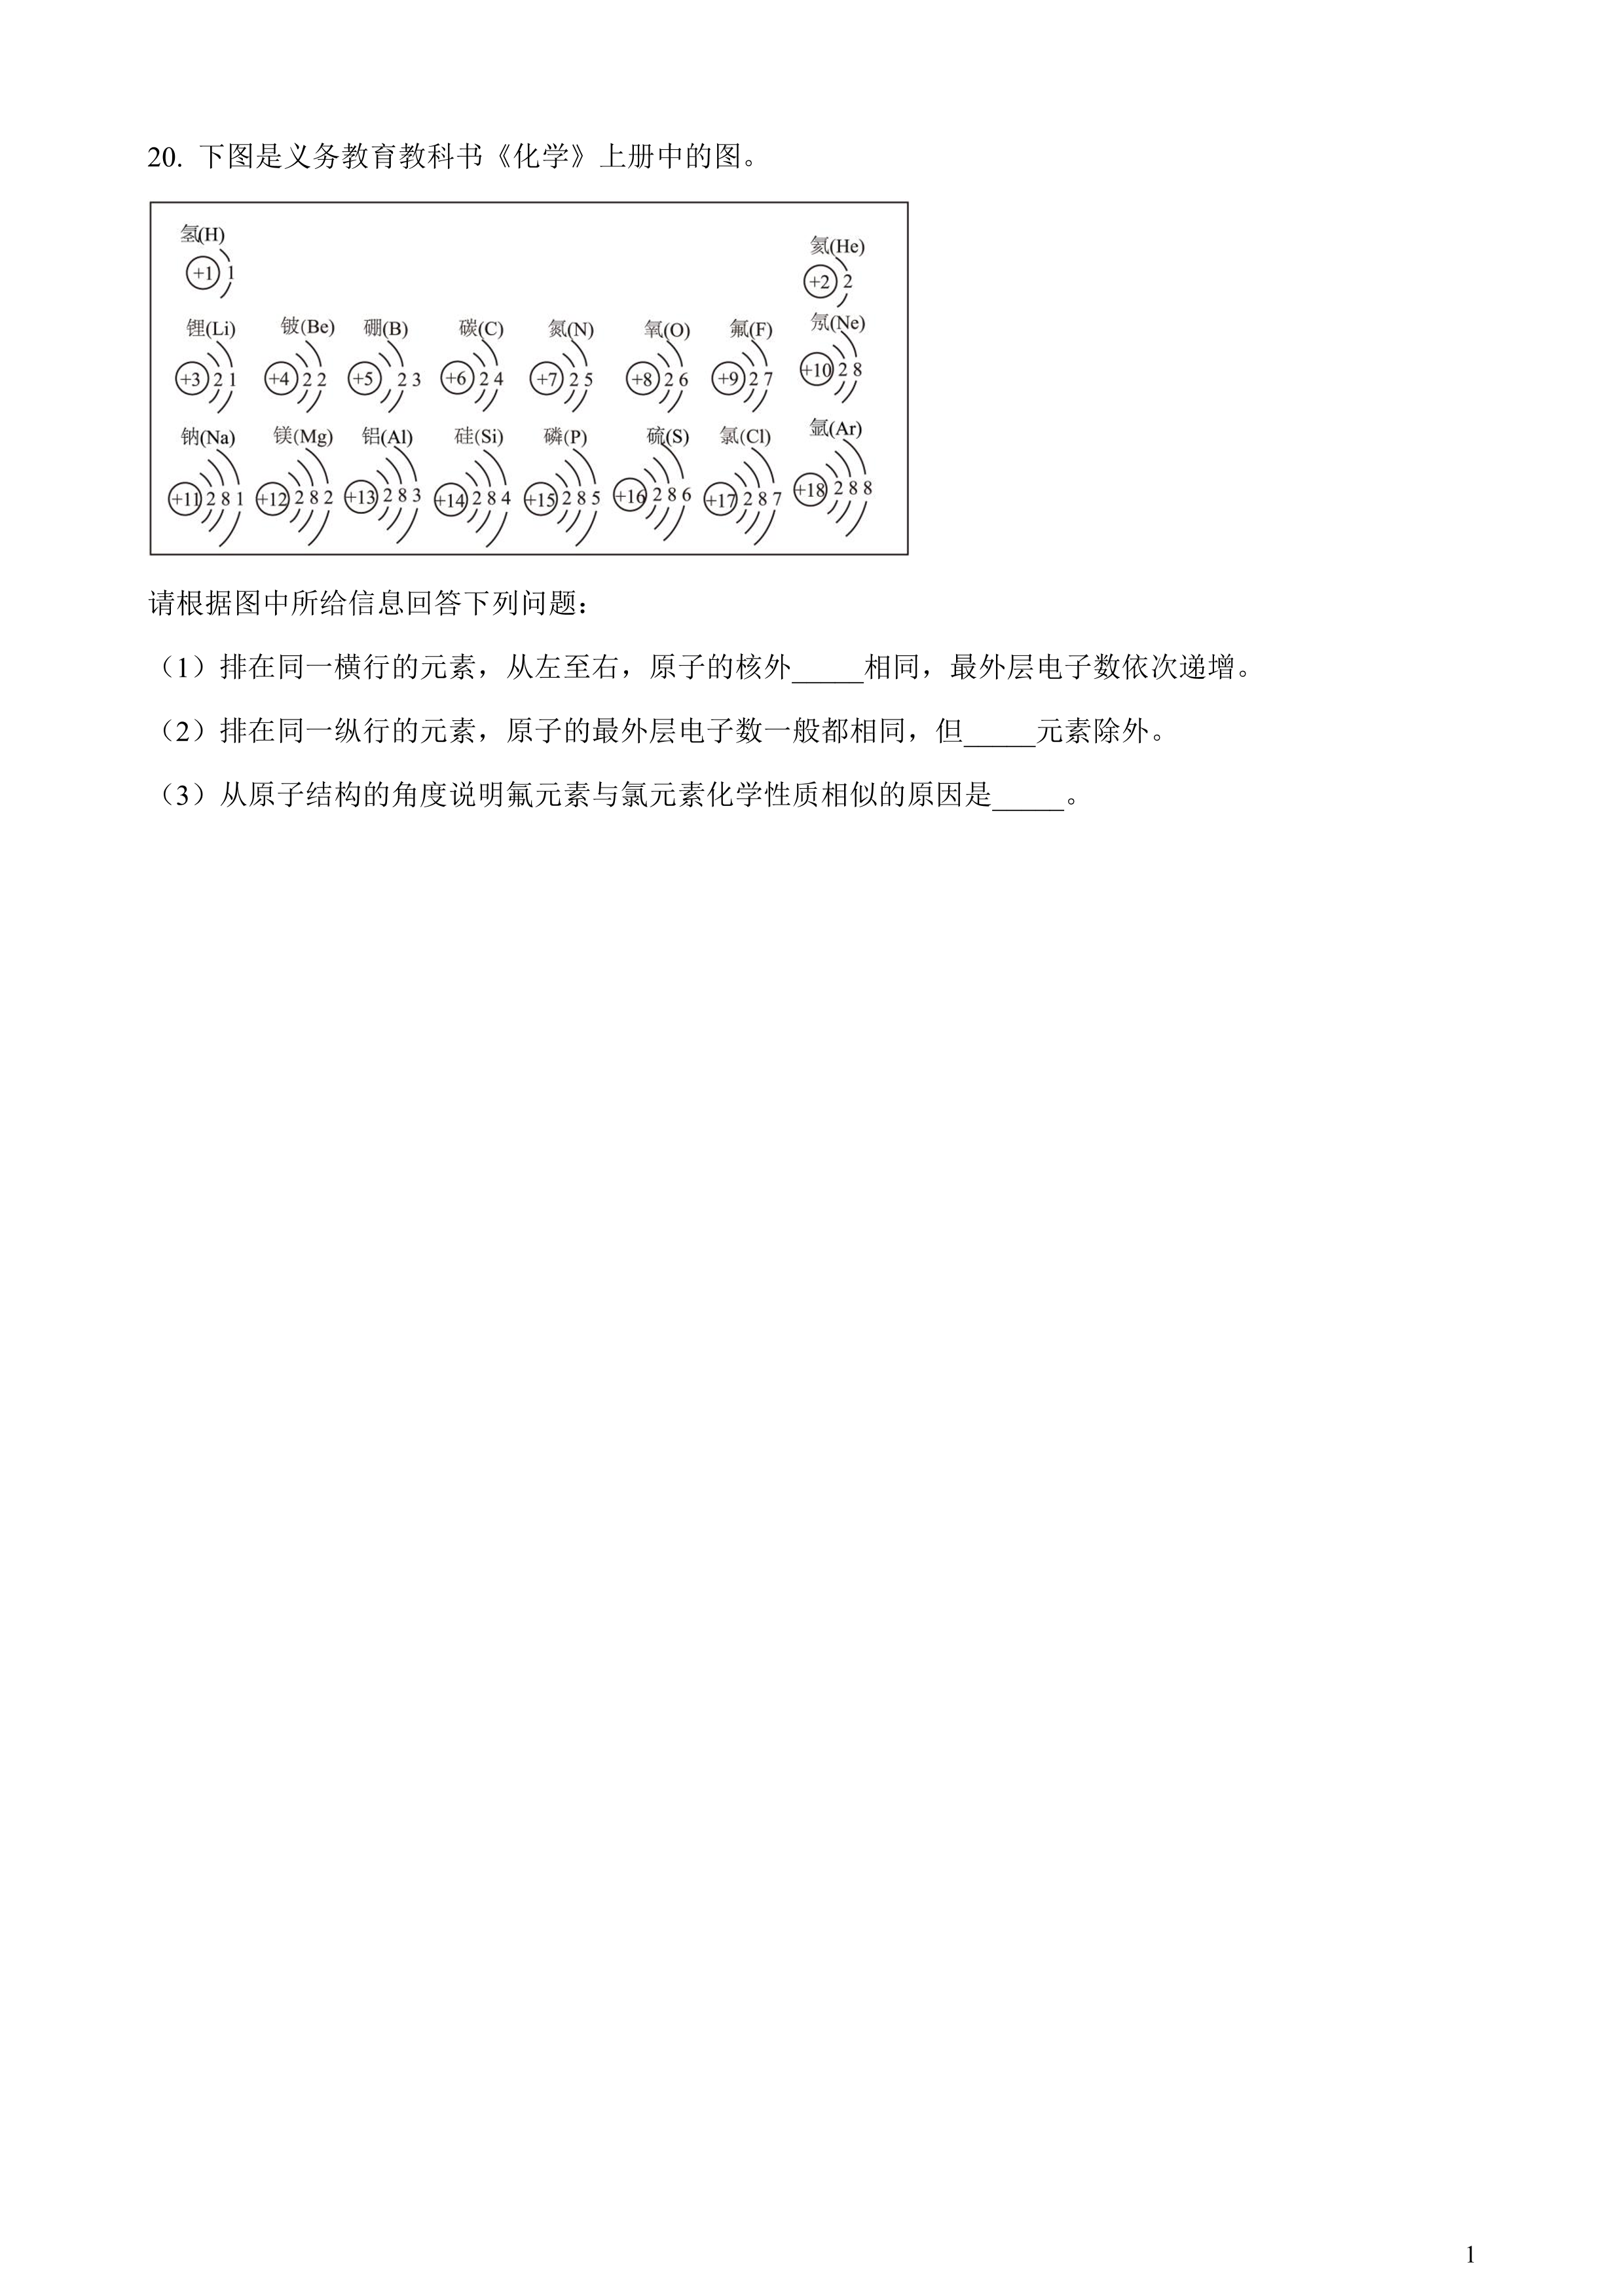 20. 下图是义务教育教科书《化学》上册中的图。
氢(H)
氦(He)
+1 1
+2 2
锂(Li) 铍(Be) 硼(B) 碳(C) 氮(N) 氧(O) 氟(F) 氖(Ne)
+3 2 1 +4 2 2 +5 2 3 +6 2 4 +7 2 5 +8 2 6 +9 2 7 +10 2 8
钠(Na) 镁(Mg) 铝(Al) 硅(Si) 磷(P) 硫(S) 氯(Cl) 氩(Ar)
+11 2 8 1 +12 2 8 2 +13 2 8 3 +14 2 8 4 +15 2 8 5 +16 2 8 6 +17 2 8 7 +18 2 8 8
请根据图中所给信息回答下列问题：
（1）排在同一横行的元素，从左至右，原子的核外_____相同，最外层电子数依次递增。
（2）排在同一纵行的元素，原子的最外层电子数一般都相同，但_____元素除外。
（3）从原子结构的角度说明氟元素与氯元素化学性质相似的原因是_____。
1